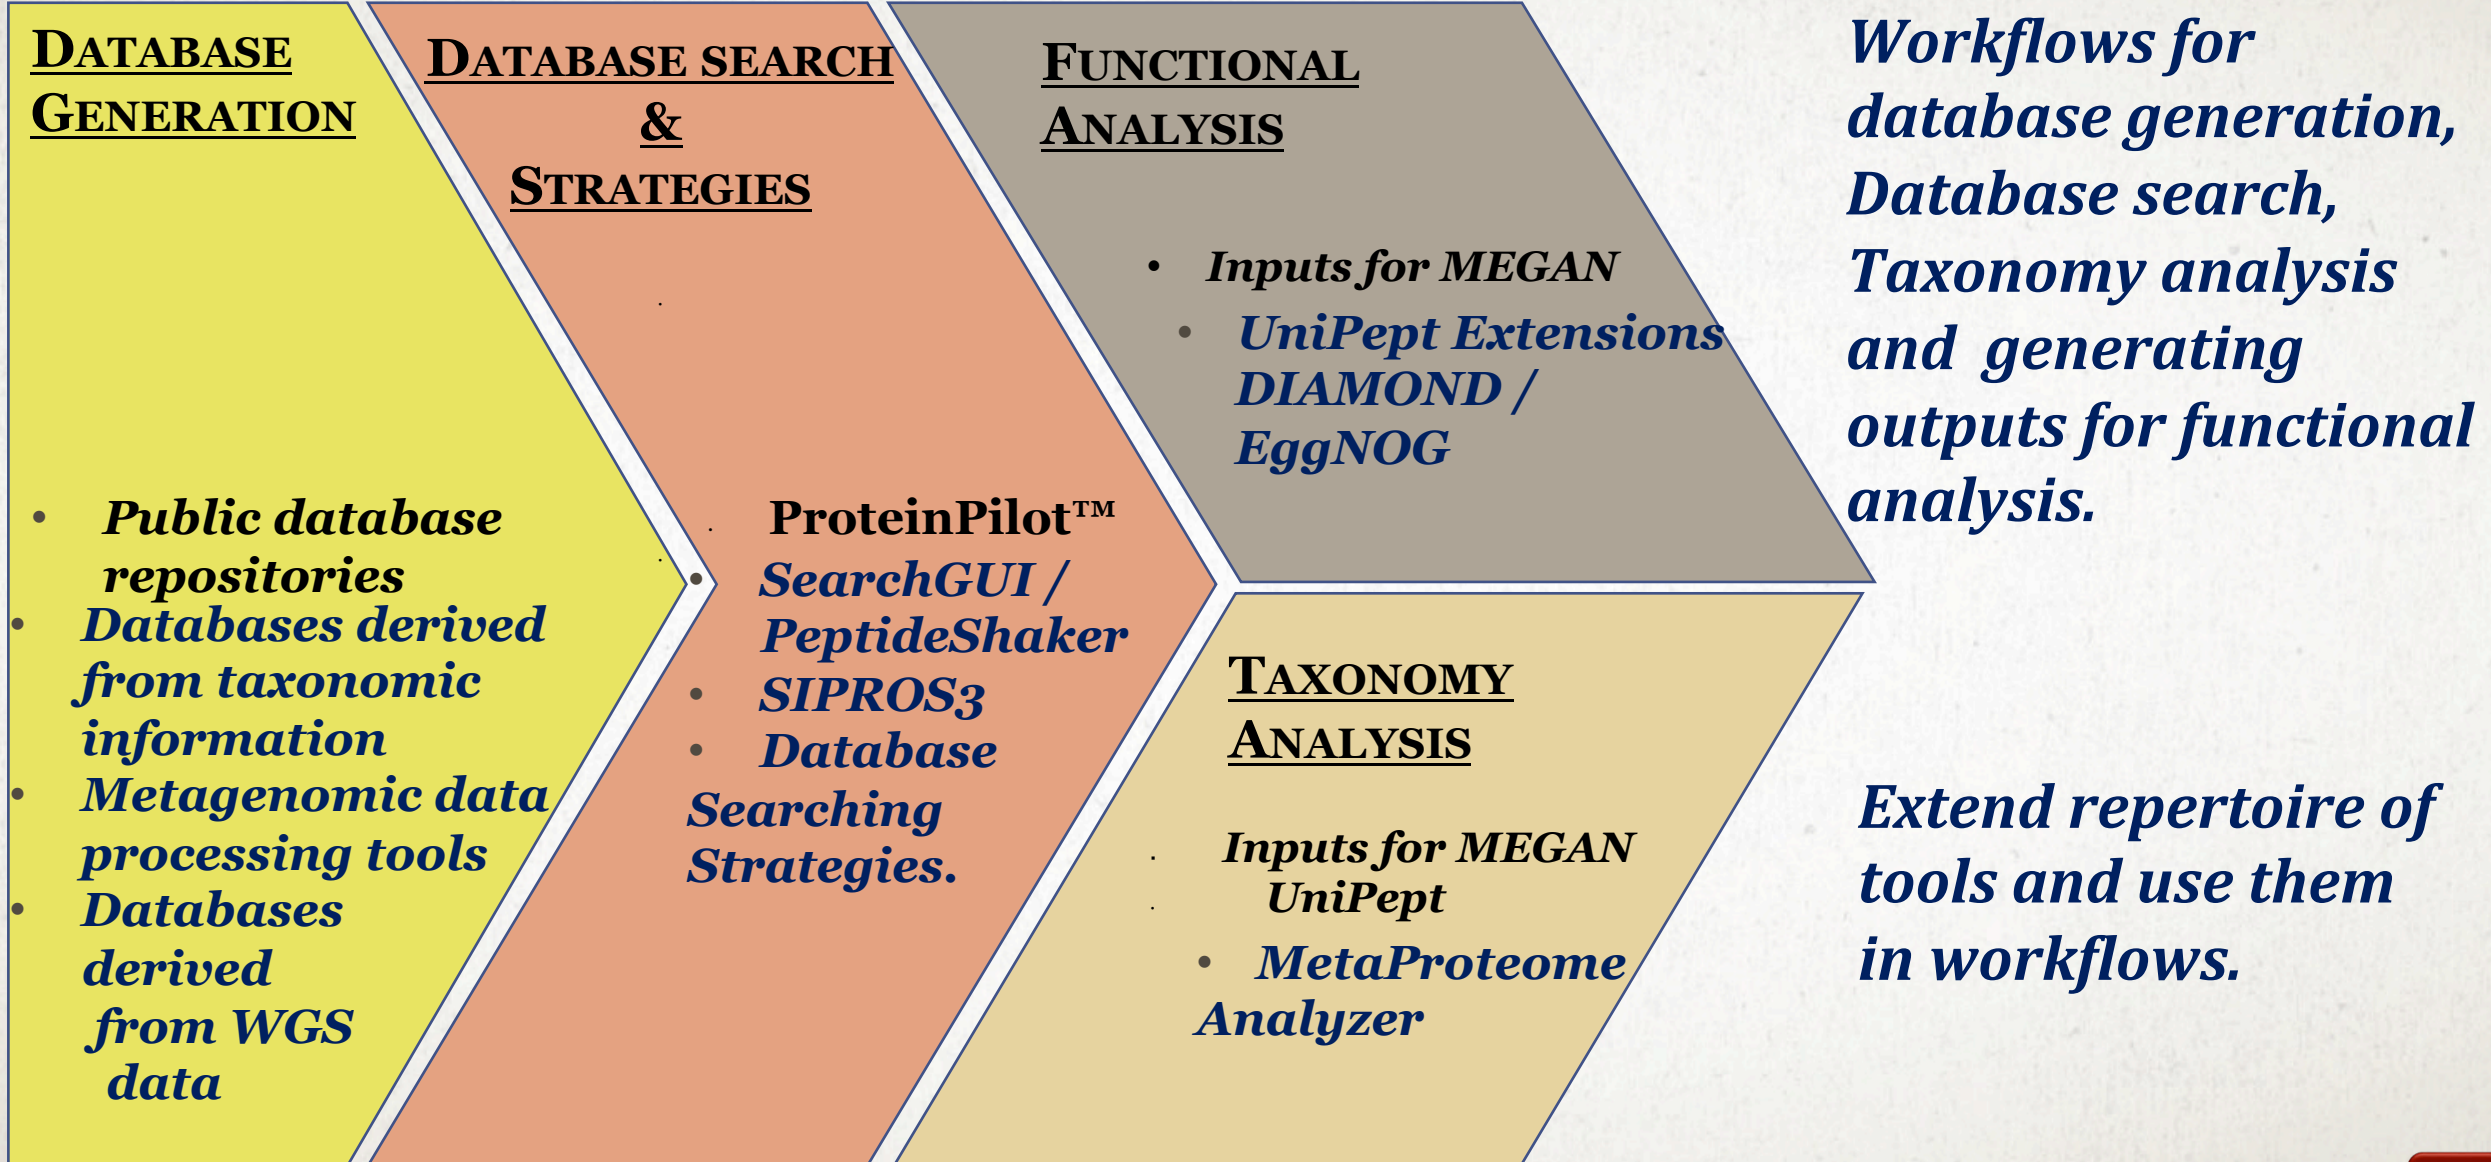 DATABASE
GENERATION
• Public database
repositories
• Databases derived
from taxonomic
information
• Metagenomic data
processing tools
• Databases
derived
from WGS
data
DATABASE SEARCH
&
STRATEGIES
ProteinPilot™
• SearchGUI /
PeptideShaker
• SIPROS3
• Database
Searching
Strategies.
FUNCTIONAL
ANALYSIS
• Inputs for MEGAN
• UniPept Extensions
DIAMOND /
EggNOG
TAXONOMY
ANALYSIS
Inputs for MEGAN
UniPept
• MetaProteome
Analyzer
Workflows for
database generation,
Database search,
Taxonomy analysis
and generating
outputs for functional
analysis.
Extend repertoire of
tools and use them
in workflows.